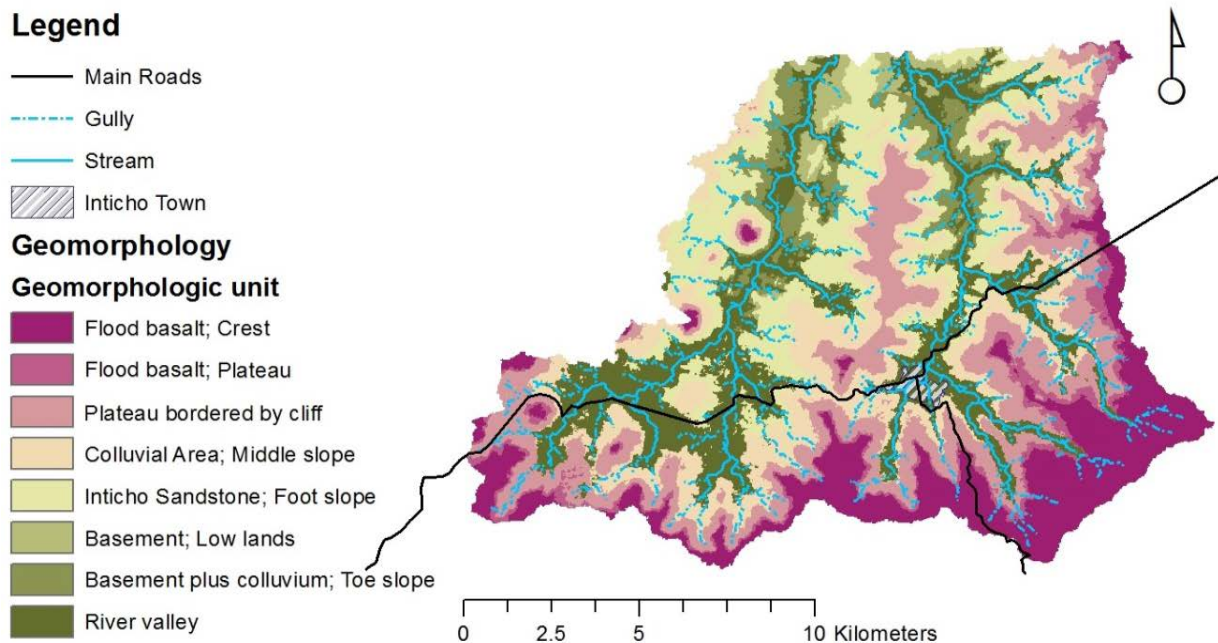 Legend
Main Roads
Gully
Stream
Inticho Town
Geomorphology
Geomorphologic unit
Flood basalt; Crest
Flood basalt; Plateau
Plateau bordered by cliff
Colluvial Area; Middle slope
Inticho Sandstone; Foot slope
Basement; Low lands
Basement plus colluvium; Toe slope
River valley
0 2.5 5 10 Kilometers